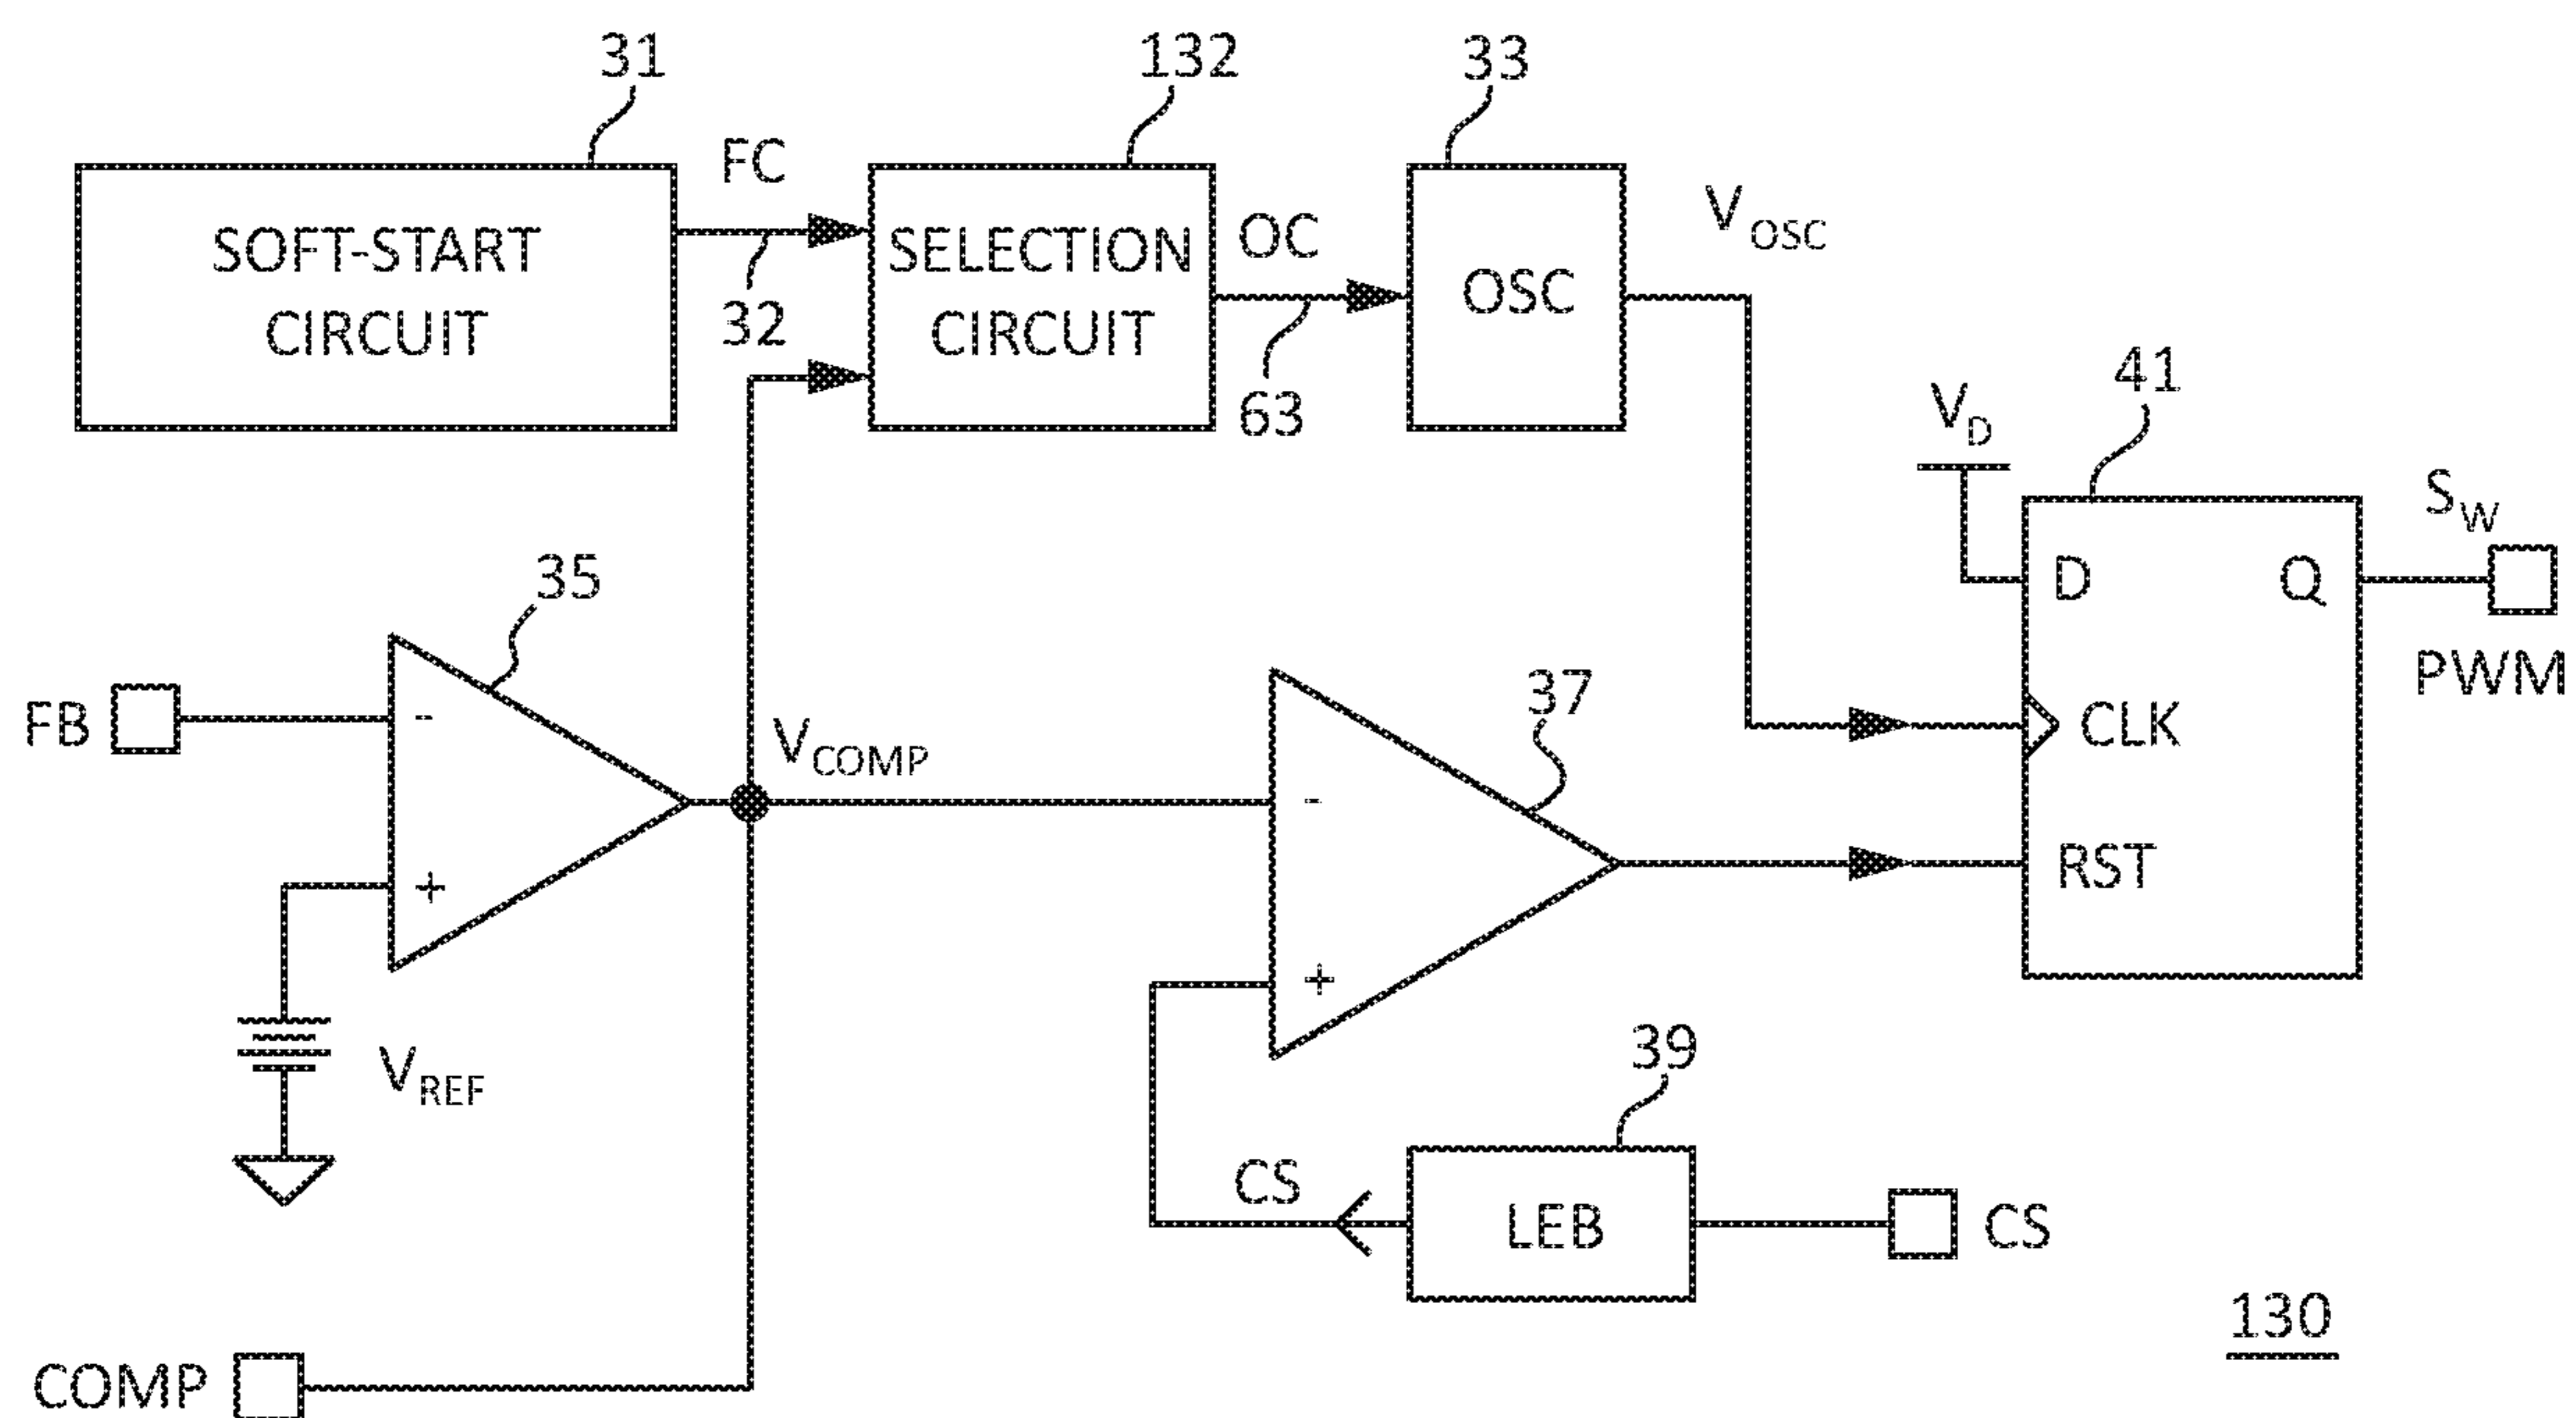 31
132
33
FC
SOFT-START
CIRCUIT
32
SELECTION
CIRCUIT
OC
63
OSC
VOSC
VD
41
SW
D
Q
PWM
CLK
RST
35
FB
-
+
VCOMP
VREF
37
-
+
39
CS
LEB
CS
130
COMP